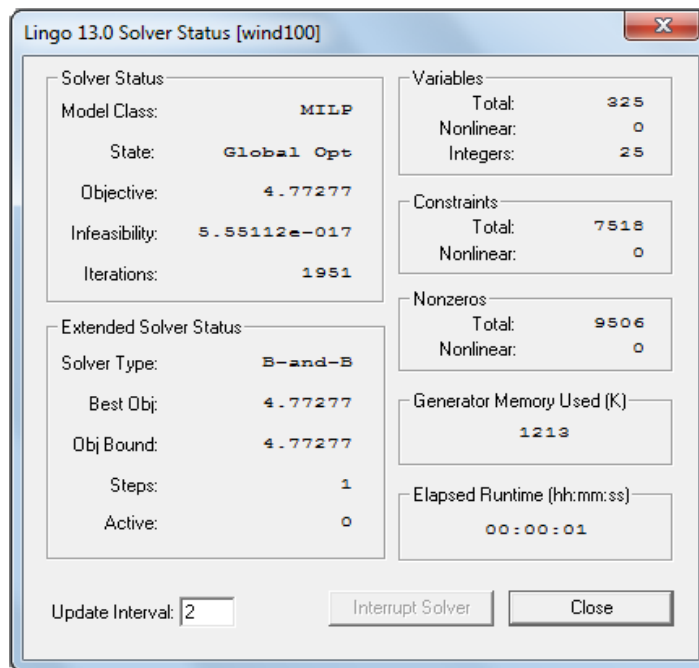 Lingo 13.0 Solver Status [wind100]
Solver Status
Model Class: MILP
State: Global Opt
Objective: 4.77277
Infeasibility: 5.55112e-017
Iterations: 1951
Extended Solver Status
Solver Type: B-and-B
Best Obj: 4.77277
Obj Bound: 4.77277
Steps: 1
Active: 0
Update Interval: 2
Variables
Total: 325
Nonlinear: 0
Integers: 25
Constraints
Total: 7518
Nonlinear: 0
Nonzeros
Total: 9506
Nonlinear: 0
Generator Memory Used (K)
1213
Elapsed Runtime (hh:mm:ss)
00:00:01
Interrupt Solver
Close